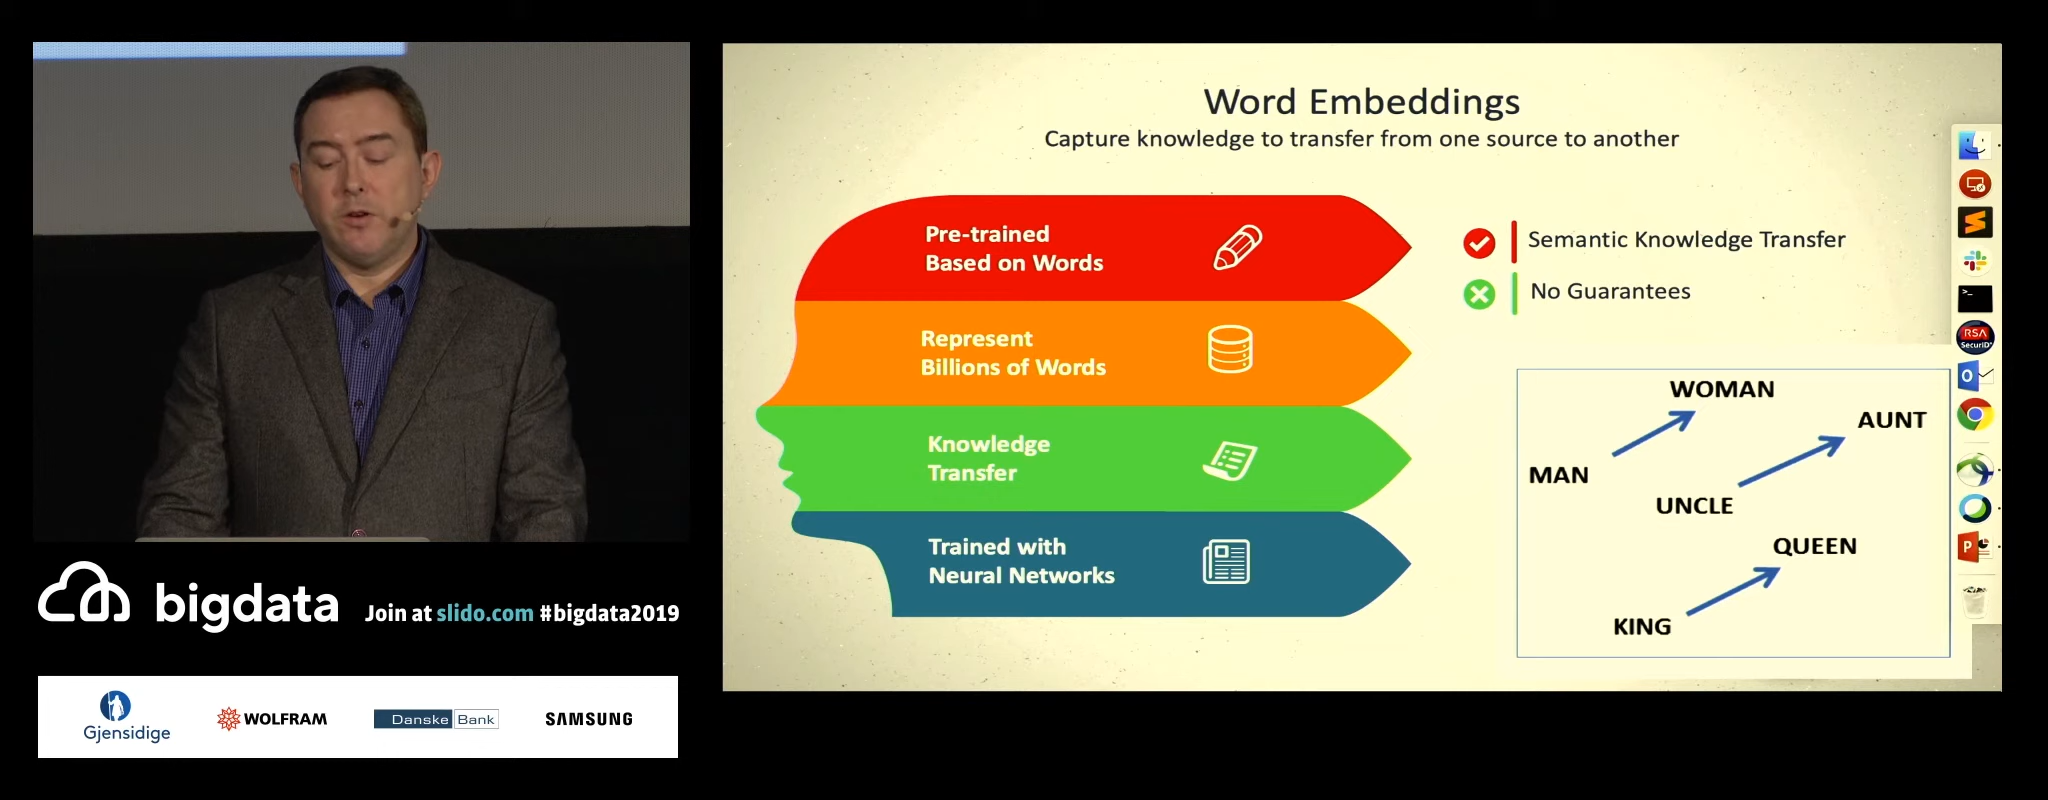 bigdata
Join at slido.com #bigdata2019
Gjensidige
WOLFRAM
Danske Bank
SAMSUNG
Word Embeddings
Capture knowledge to transfer from one source to another
Pre-trained
Based on Words
Represent
Billions of Words
Knowledge
Transfer
Trained with
Neural Networks
Semantic Knowledge Transfer
No Guarantees
WOMAN
AUNT
MAN
UNCLE
QUEEN
KING
>_
RSA
SecurID
O
P